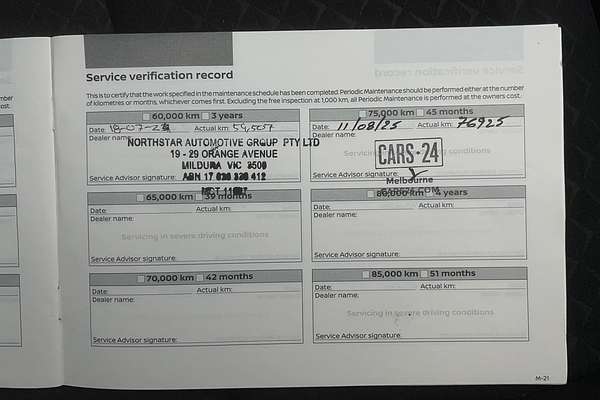 Service verification record
This is to certify that the work specified in the maintenance schedule has been completed. Periodic Maintenance should be performed either at the number
of kilometres or months, whichever comes first. Excluding the free inspection at 1,000 km, all Periodic Maintenance is performed at the owners cost.
60,000 km 3 years
Date: Actual km: 54,507
Dealer name:
NORTHSTAR AUTOMOTIVE GROUP PTY LTD
19 - 29 ORANGE AVENUE
MILDURA VIC 3500
Service Advisor signature: ABN 17
65,000 km 39 months
Date: Actual km:
Dealer name:
Servicing in severe driving conditions
Service Advisor signature:
70,000 km 42 months
Date: Actual km:
Dealer name:
Service Advisor signature:
75,000 km 45 months
Date: 11/08/25 Actual km: 76925
Dealer name:
CARS-24
Service Advisor signature:
Melbourne
80,000 km 4 years
Date: Actual km:
Dealer name:
Service Advisor signature:
85,000 km 51 months
Date: Actual km:
Dealer name:
Servicing in severe driving conditions
Service Advisor signature:
M-21